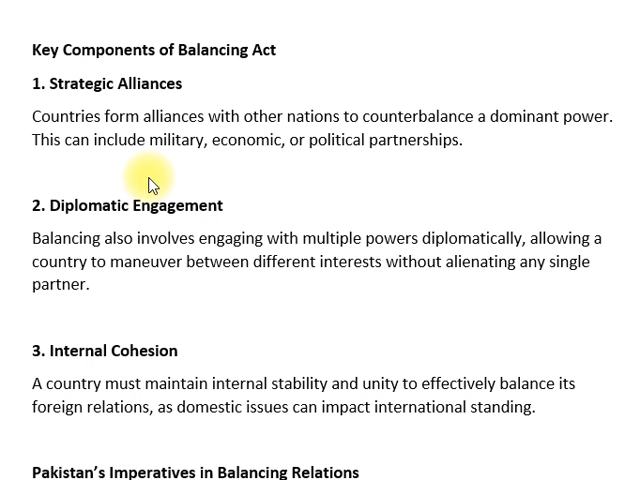 Key Components of Balancing Act
1. Strategic Alliances
Countries form alliances with other nations to counterbalance a dominant power.
This can include military, economic, or political partnerships.
2. Diplomatic Engagement
Balancing also involves engaging with multiple powers diplomatically, allowing a
country to maneuver between different interests without alienating any single
partner.
3. Internal Cohesion
A country must maintain internal stability and unity to effectively balance its
foreign relations, as domestic issues can impact international standing.
Pakistan’s Imperatives in Balancing Relations